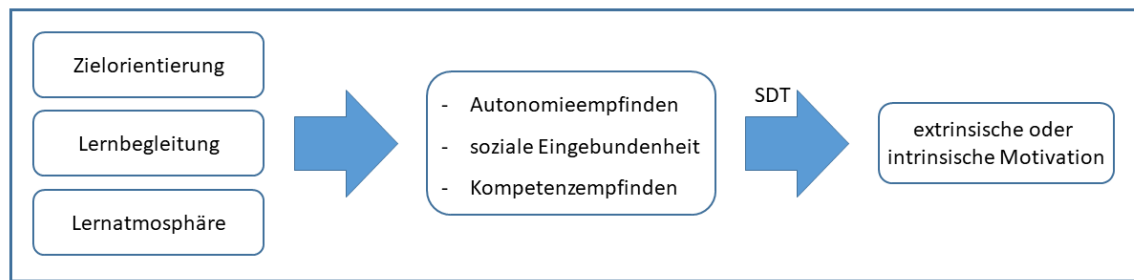 Zielorientierung
Lernbegleitung
Lernatmosphäre
- Autonomieempfinden
- soziale Eingebundenheit
- Kompetenzempfinden
SDT
extrinsische oder
intrinsische Motivation